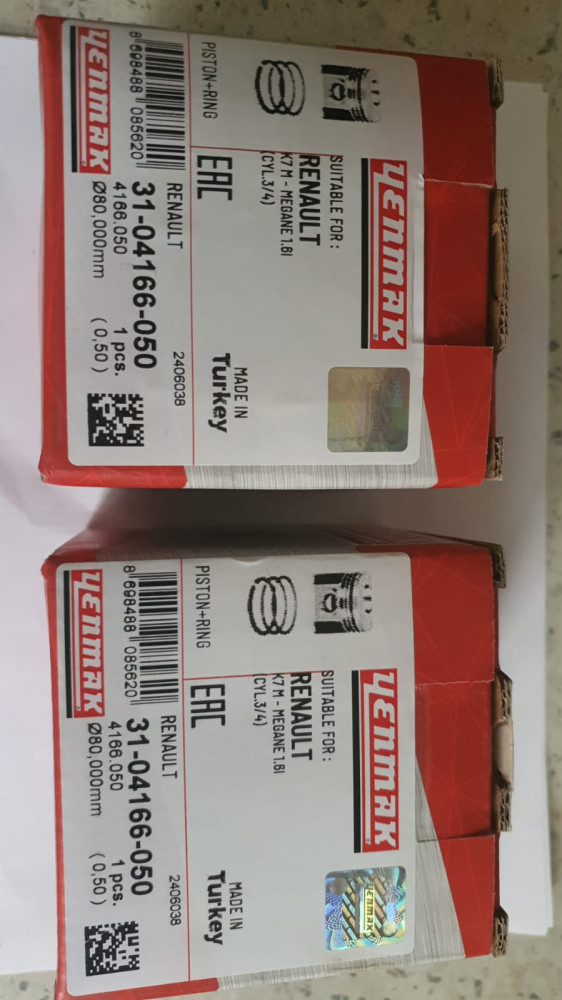 YENMAK
SUITABLE FOR :
RENAULT
K7M - MEGANE 1.6I
(CYL.3/4)
PISTON+RING
EAC
MADE IN
Turkey
YENMAK
8 698488 085620
RENAULT
2406038
31-04166-050
4166.050
1 pcs.
Ø80,000mm
( 0,50 )
YENMAK
SUITABLE FOR :
RENAULT
K7M - MEGANE 1.6I
(CYL.3/4)
PISTON+RING
EAC
MADE IN
Turkey
YENMAK
YENMAK
8 698488 085620
RENAULT
2406038
31-04166-050
4166.050
1 pcs.
Ø80,000mm
( 0,50 )